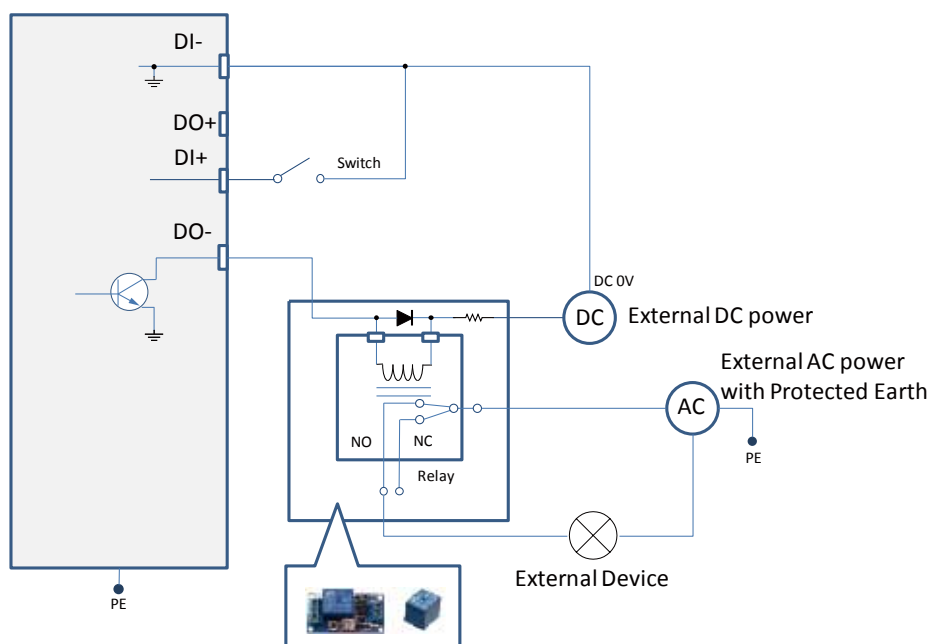 DI-
DO+
DI+
Switch
DO-
DC 0V
DC
External DC power
External AC power
with Protected Earth
AC
PE
NO
NC
Relay
External Device
PE